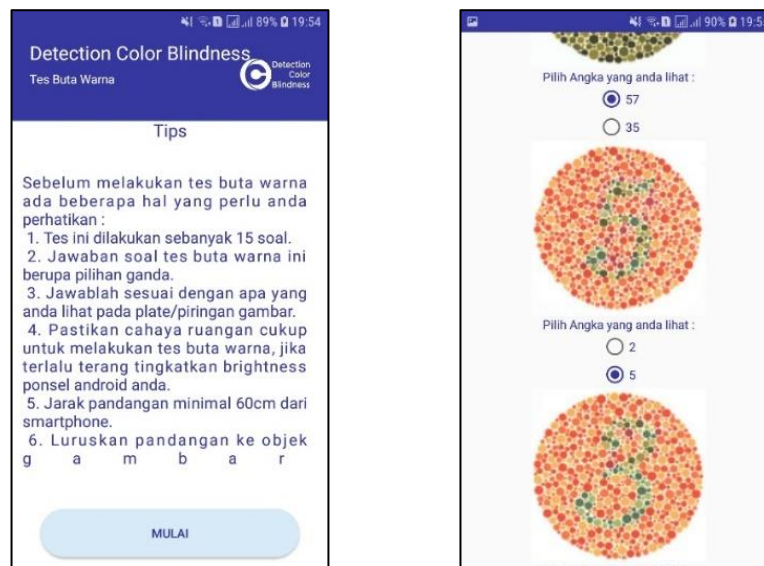 89% 19:54
Detection Color Blindness
Tes Buta Warna
Detection
Color
Blindness
Tips
Sebelum melakukan tes buta warna
ada beberapa hal yang perlu anda
perhatikan :
1. Tes ini dilakukan sebanyak 15 soal.
2. Jawaban soal tes buta warna ini
berupa pilihan ganda.
3. Jawablah sesuai dengan apa yang
anda lihat pada plate/piringan gambar.
4. Pastikan cahaya ruangan cukup
untuk melakukan tes buta warna, jika
terlalu terang tingkatkan brightness
ponsel android anda.
5. Jarak pandangan minimal 60cm dari
smartphone.
6. Luruskan pandangan ke objek
g a m b a r
MULAI
90%
Pilih Angka yang anda lihat :
57
35
5
Pilih Angka yang anda lihat :
2
5
3